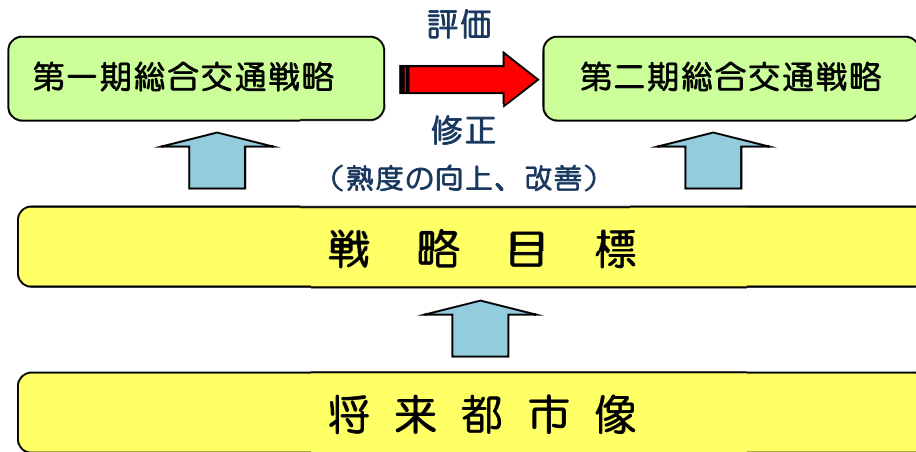 評価
第一期総合交通戦略
第二期総合交通戦略
修正
（熟度の向上、改善）
戦略目標
将来都市像